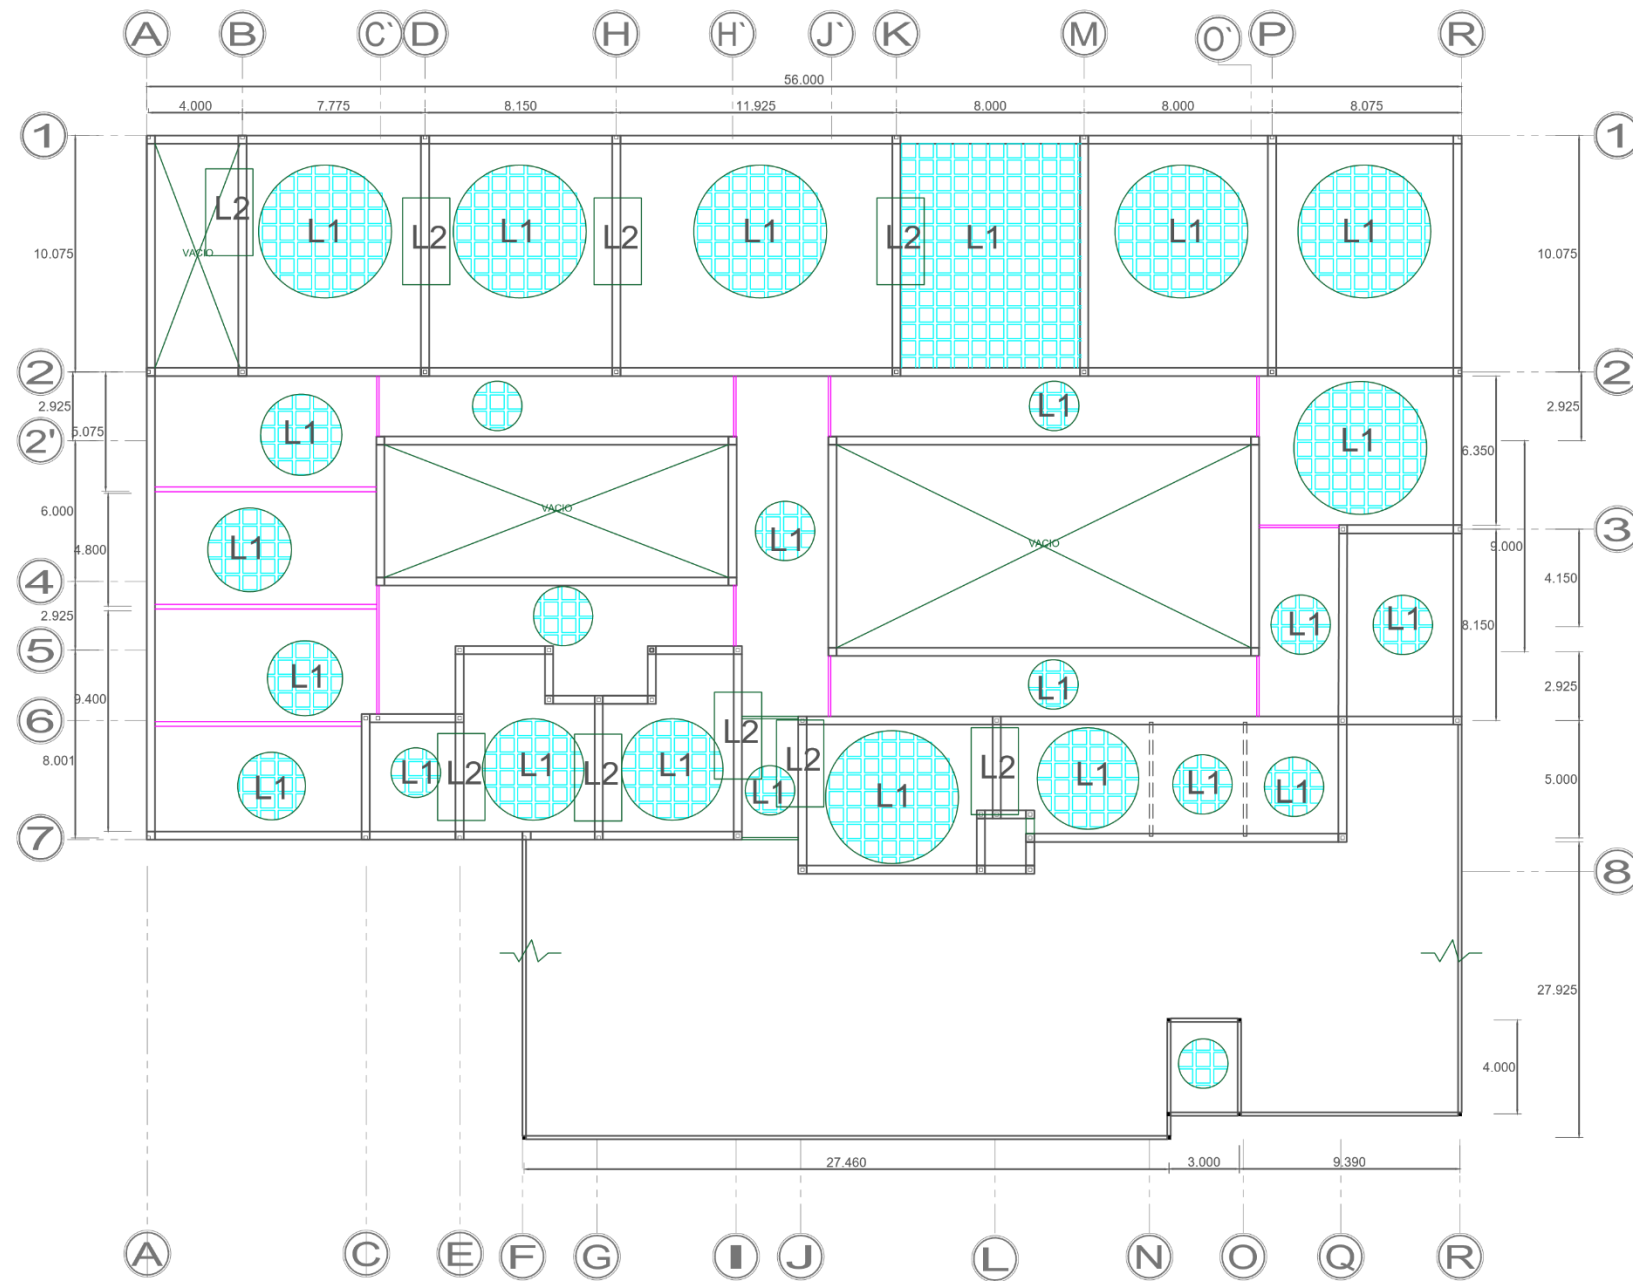 A B C` D H H` J` K M O` P R
56.000
4.000 7.775 8.150 11.925 8.000 8.000 8.075
1 1
L2 L1 L2 L1 L2 L1 L2 L1 L1 L1
10.075 VACIO 10.075
2 2
2.925 L1 L1 2.925
2' 5.075 L1 L1 6.350
6.000 VACIO 3
4.800 L1 L1 VACIO 9.000
4 4.150
2.925 L1 L1 8.150
5
9.400 L1 L1 2.925
6 L2 6
8.001 L1 L2 L1 L2 L1 L2 L2 L1 L1 5.000
L1 L1 L1 L1 L1
7
8
27.925
4.000
27.460 3.000 9.390
A C E F G I J L N O Q R